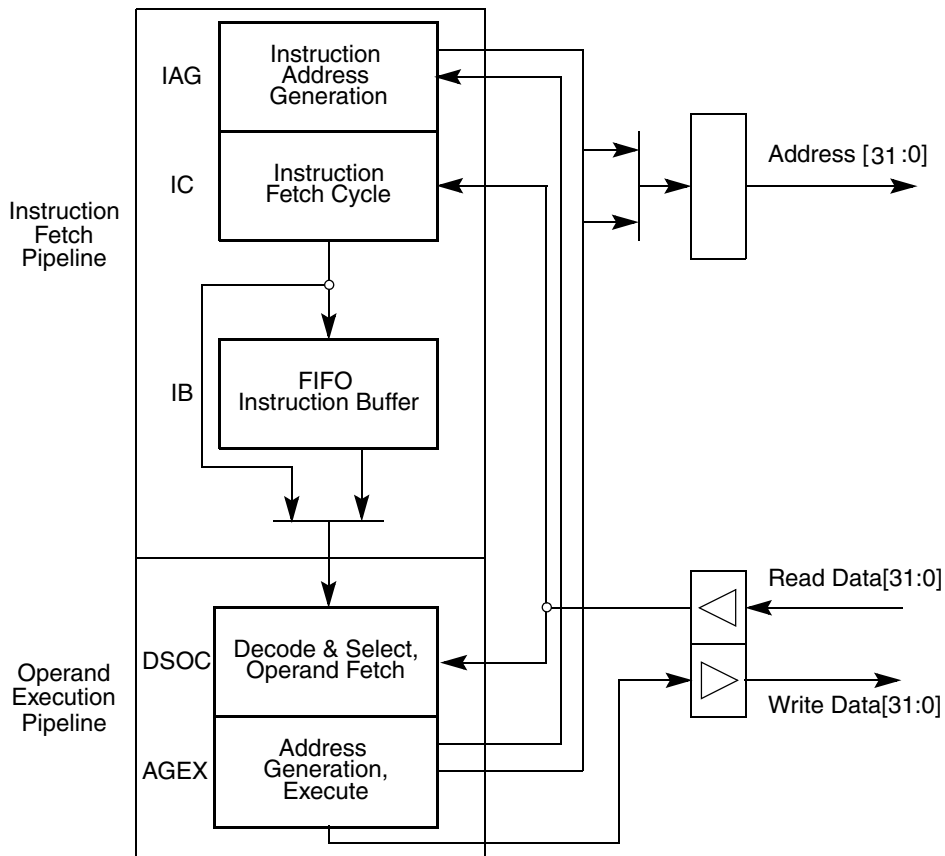 IAG
Instruction
Address
Generation
IC
Instruction
Fetch Cycle
Instruction
Fetch
Pipeline
Address [31:0]
IB
FIFO
Instruction Buffer
Read Data[31:0]
DSOC
Decode & Select,
Operand Fetch
Operand
Execution
Pipeline
Write Data[31:0]
AGEX
Address
Generation,
Execute